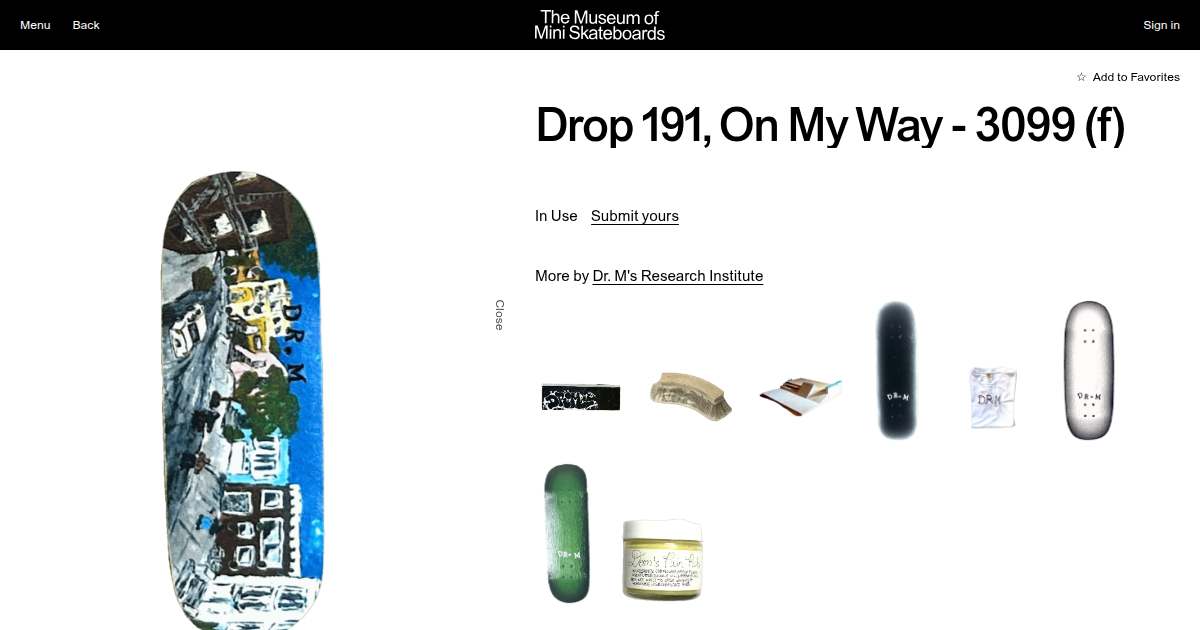 Menu
Back
The Museum of
Mini Skateboards
Sign in
☆ Add to Favorites
Drop 191, On My Way - 3099 (f)
In Use
Submit yours
More by Dr. M's Research Institute
Close
DR.M
DR.M
DRM
DR.M
DR.M